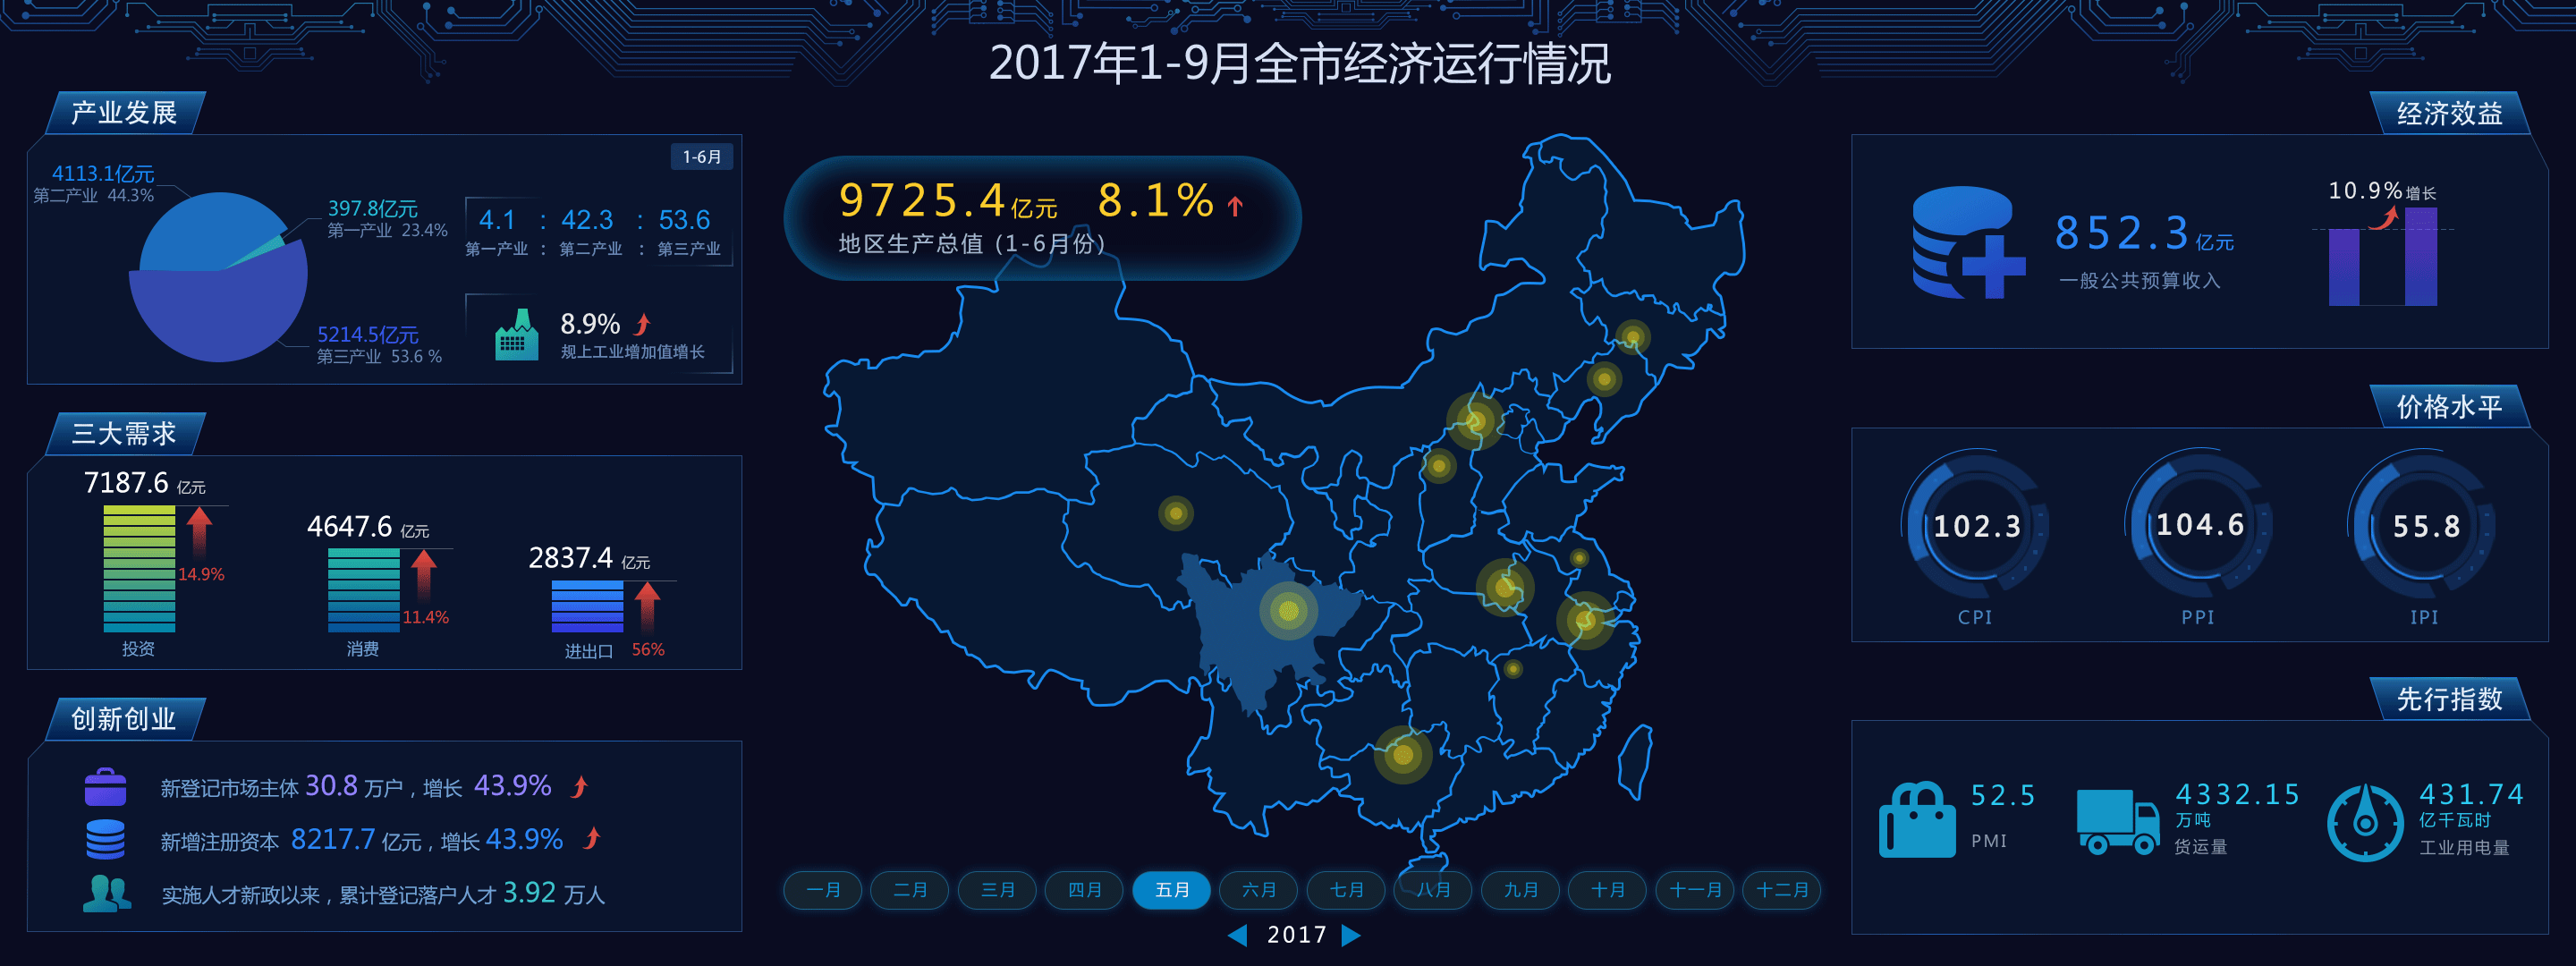 2017年1-9月全市经济运行情况
产业发展
1-6月
4113.1亿元
第二产业 44.3%
397.8亿元
第一产业 23.4%
5214.5亿元
第三产业 53.6 %
4.1 : 42.3 : 53.6
第一产业 : 第二产业 : 第三产业
8.9%
规上工业增加值增长
三大需求
7187.6 亿元
14.9%
投资
4647.6 亿元
11.4%
消费
2837.4 亿元
56%
进出口
创新创业
新登记市场主体 30.8 万户，增长 43.9%
新增注册资本 8217.7 亿元，增长 43.9%
实施人才新政以来，累计登记落户人才 3.92 万人
9725.4亿元 8.1%
地区生产总值 (1-6月份)
一月 二月 三月 四月 五月 六月 七月 八月 九月 十月 十一月 十二月
2017
经济效益
852.3 亿元
一般公共预算收入
10.9%增长
价格水平
102.3
CPI
104.6
PPI
55.8
IPI
先行指数
52.5
PMI
4332.15
万吨
货运量
431.74
亿千瓦时
工业用电量